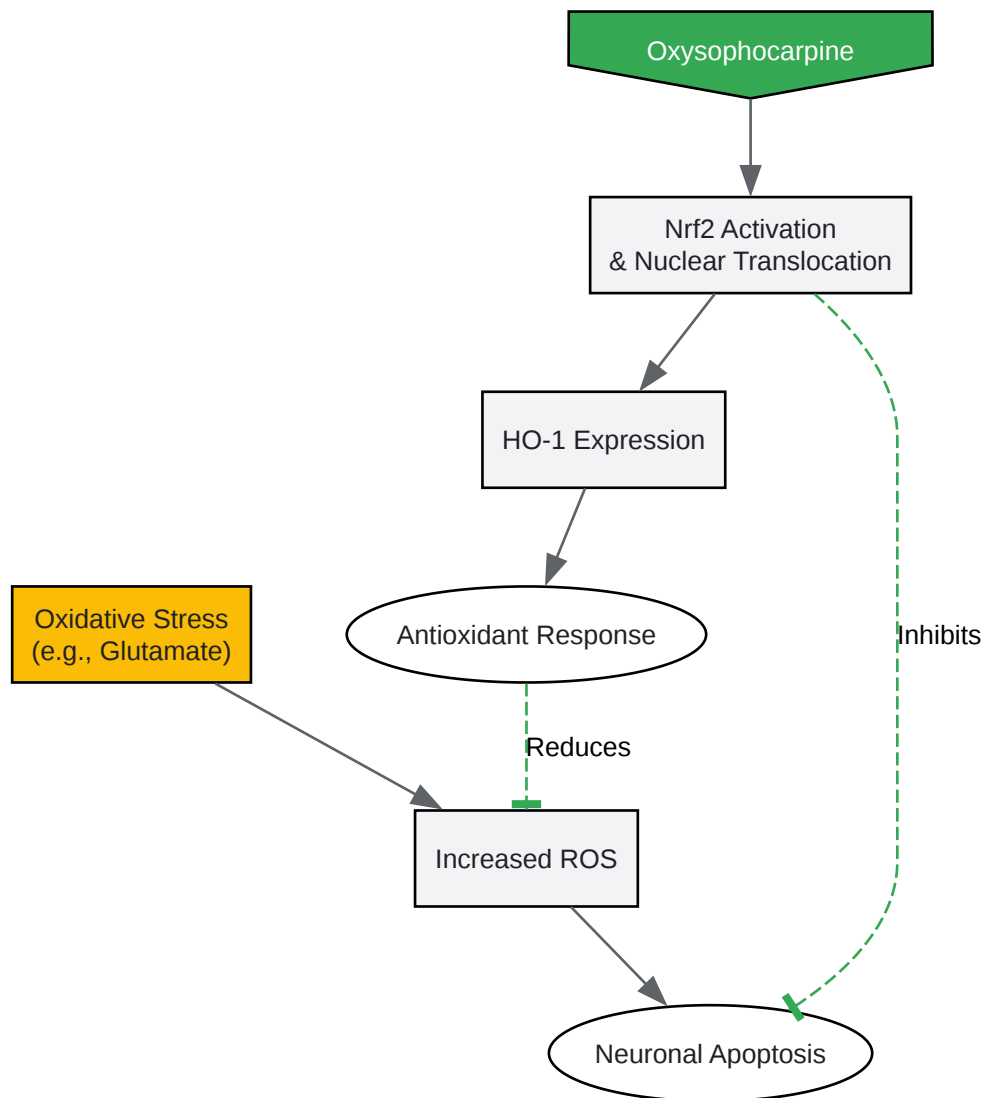 Oxysophocarpine
Nrf2 Activation
& Nuclear Translocation
HO-1 Expression
Oxidative Stress
(e.g., Glutamate)
Antioxidant Response
Inhibits
Reduces
Increased ROS
Neuronal Apoptosis